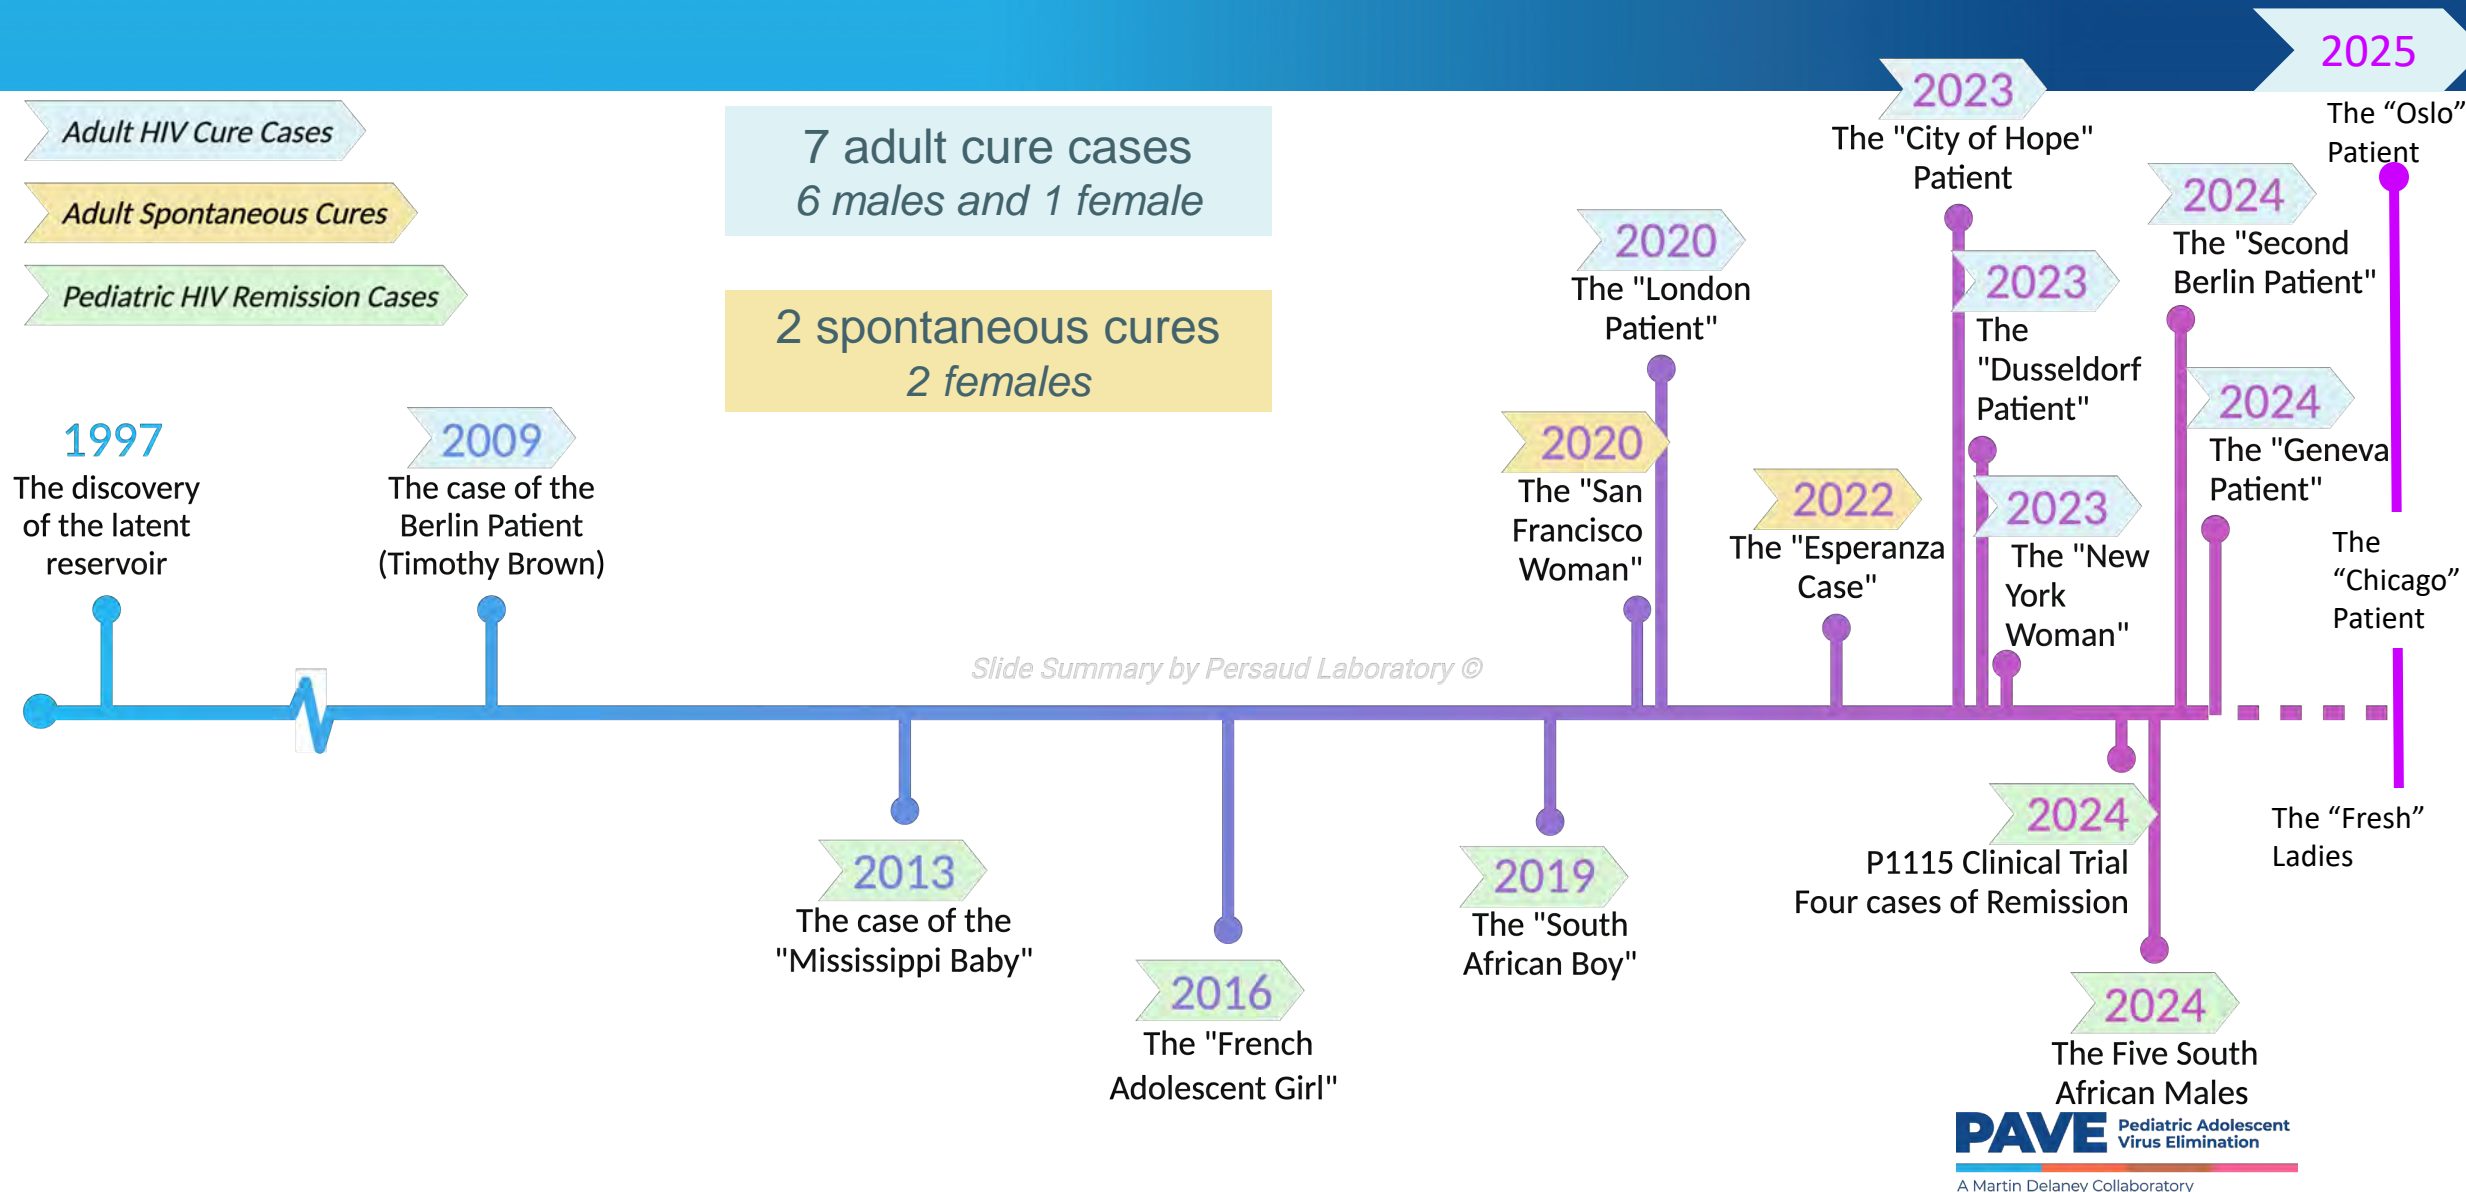 2025
The “Oslo”
Patient
Adult HIV Cure Cases
Adult Spontaneous Cures
Pediatric HIV Remission Cases
7 adult cure cases
6 males and 1 female
2 spontaneous cures
2 females
1997
The discovery
of the latent
reservoir
2009
The case of the
Berlin Patient
(Timothy Brown)
2013
The case of the
"Mississippi Baby"
2016
The "French
Adolescent Girl"
2019
The "South
African Boy"
2020
The "San
Francisco
Woman"
2020
The "London
Patient"
2022
The "Esperanza
Case"
2023
The "City of Hope"
Patient
2023
The
"Dusseldorf
Patient"
2023
The "New
York
Woman"
2024
The "Second
Berlin Patient"
2024
The "Geneva
Patient"
The
“Chicago”
Patient
The “Fresh”
Ladies
2024
P1115 Clinical Trial
Four cases of Remission
2024
The Five South
African Males
Slide Summary by Persaud Laboratory ©
PAVE
Pediatric Adolescent
Virus Elimination
A Martin Delaney Collaboratory